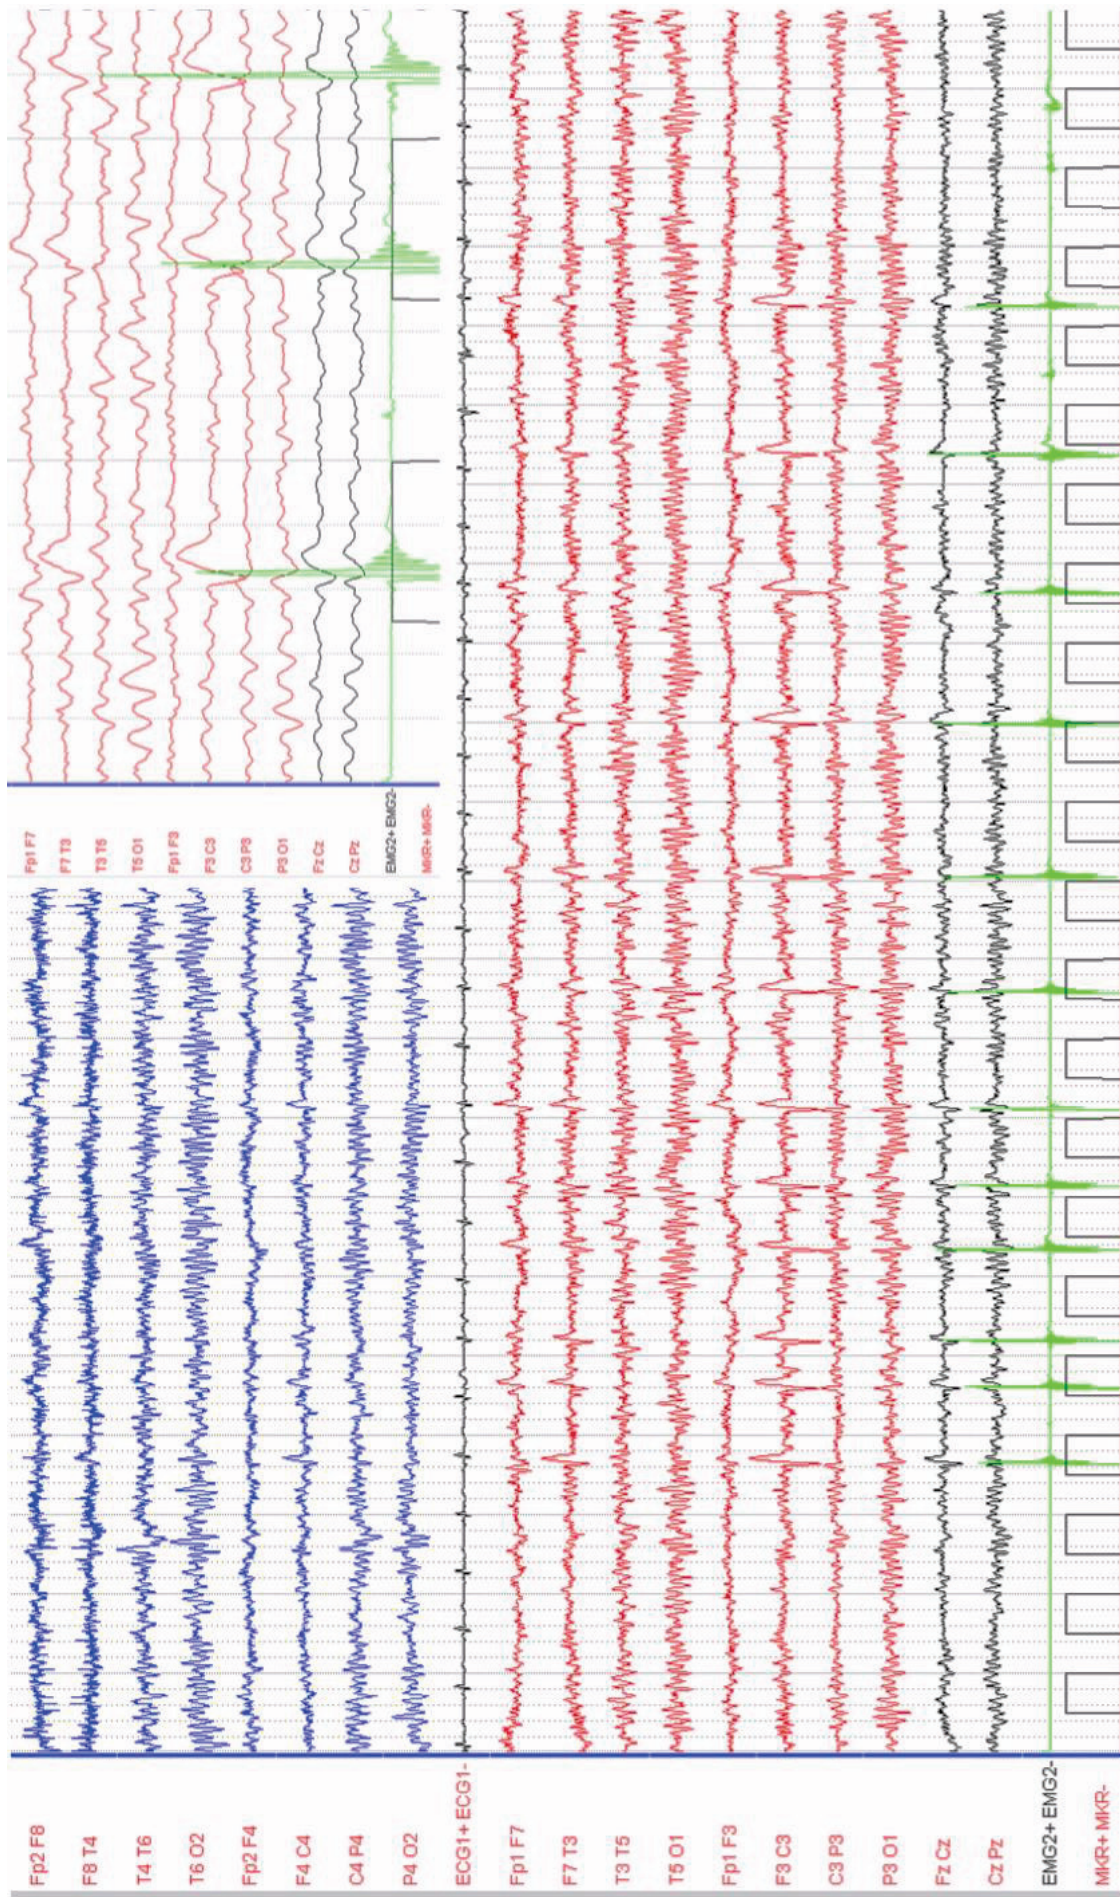 Fp2 F8
F8 T4
T4 T6
T6 O2
Fp2 F4
F4 C4
C4 P4
P4 O2
ECG1+ ECG1-
Fp1 F7
F7 T3
T3 T5
T5 O1
Fp1 F3
F3 C3
C3 P3
P3 O1
Fz Cz
Cz Pz
EMG2+ EMG2-
MKR+ MKR-
Fp1 F7
F7 T3
T3 T5
T5 O1
Fp1 F3
F3 C3
C3 P3
P3 O1
Fz Cz
Cz Pz
EMG2+ EMG2-
MKR+ MKR-